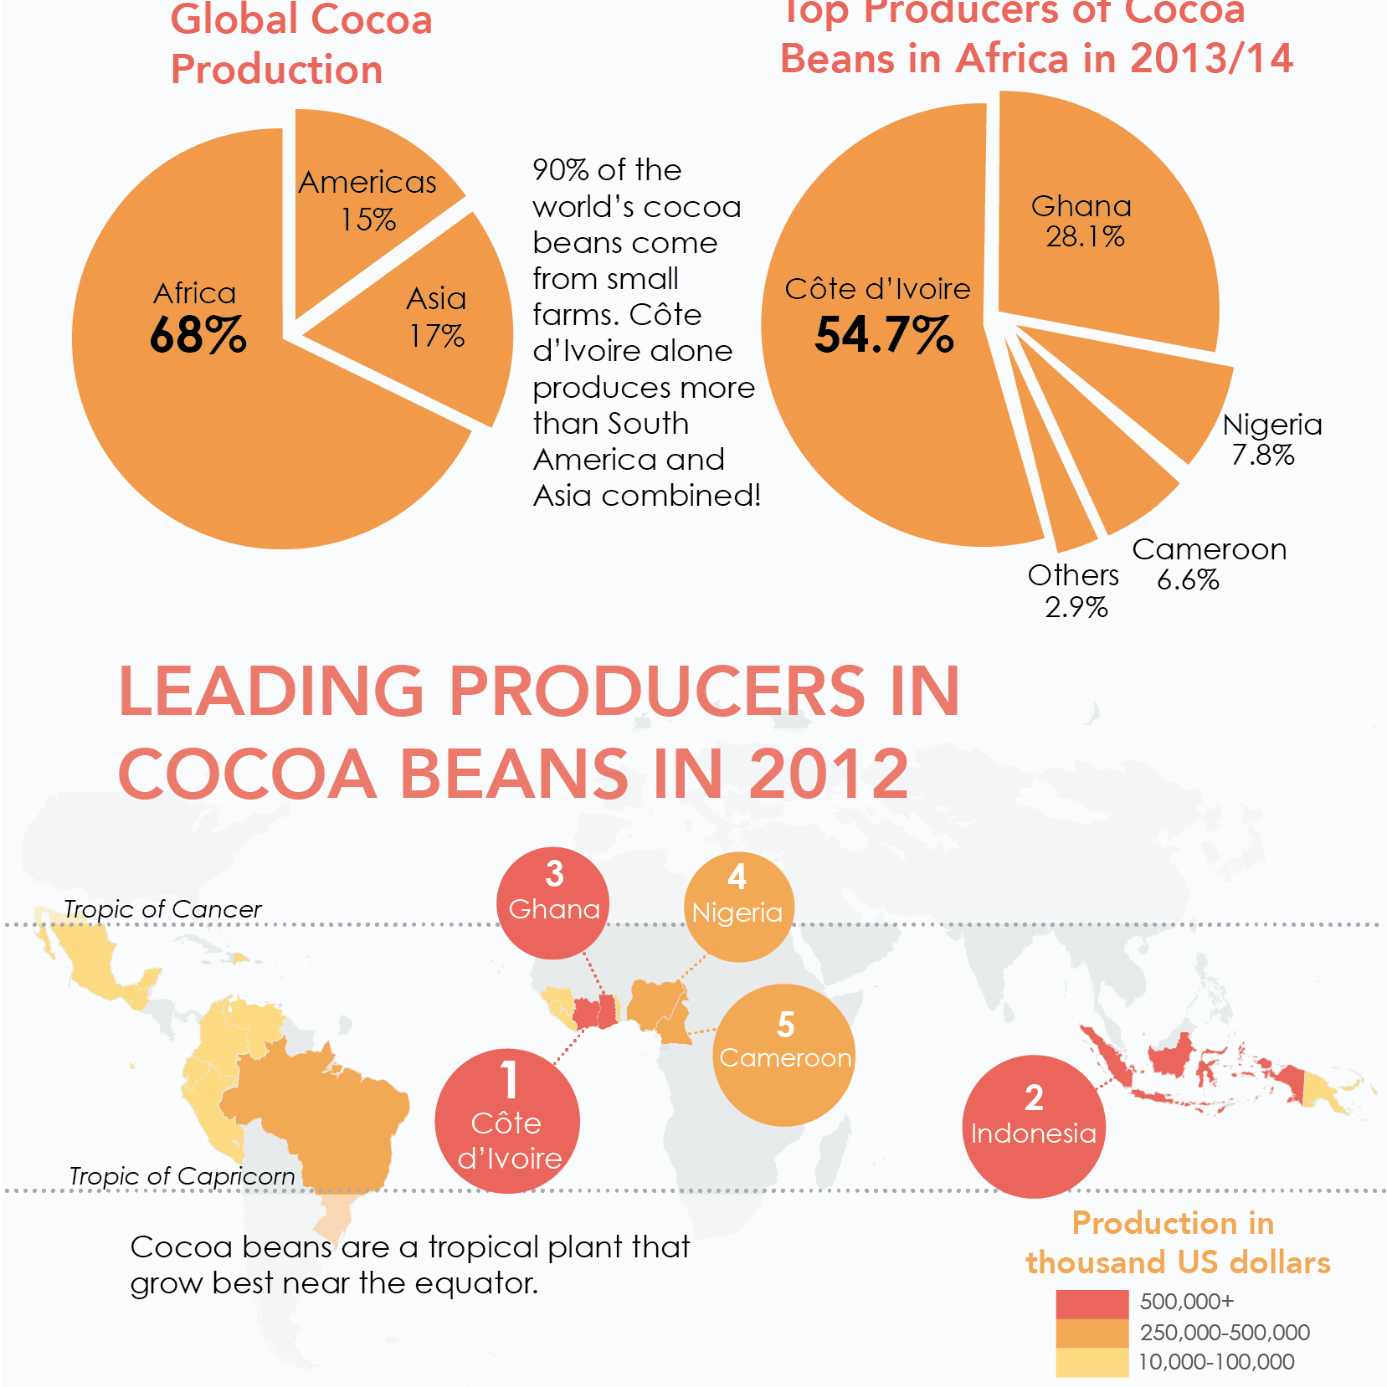 Global Cocoa
Production
Top Producers of Cocoa
Beans in Africa in 2013/14
Americas
15%
Africa
68%
Asia
17%
90% of the
world's cocoa
beans come
from small
farms. Côte
d'Ivoire alone
produces more
than South
America and
Asia combined!
Ghana
28.1%
Côte d'Ivoire
54.7%
Nigeria
7.8%
Cameroon
6.6%
Others
2.9%
LEADING PRODUCERS IN
COCOA BEANS IN 2012
3
Ghana
4
Nigeria
Tropic of Cancer
5
Cameroon
1
Côte
d'Ivoire
2
Indonesia
Tropic of Capricorn
Cocoa beans are a tropical plant that
grow best near the equator.
Production in
thousand US dollars
500,000+
250,000-500,000
10,000-100,000